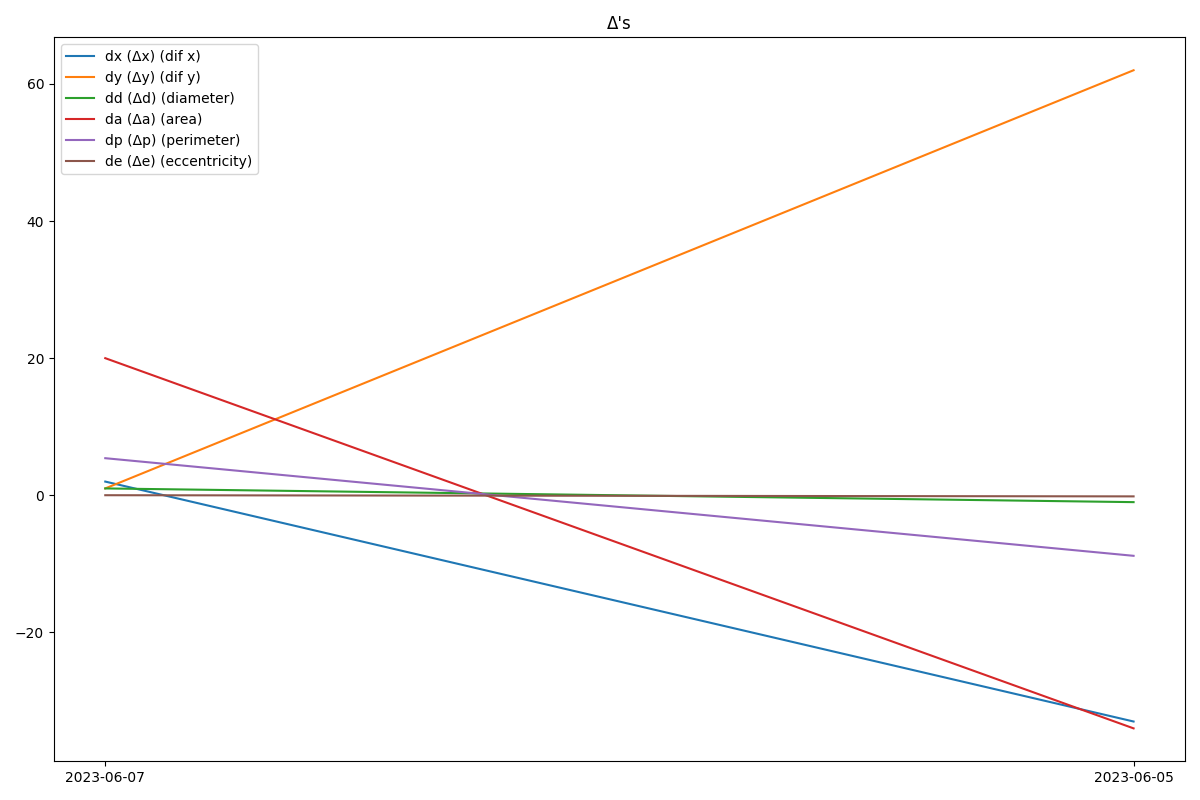 Δ's
dx (Δx) (dif x)
dy (Δy) (dif y)
dd (Δd) (diameter)
da (Δa) (area)
dp (Δp) (perimeter)
de (Δe) (eccentricity)
60
40
20
0
−20
2023-06-07
2023-06-05